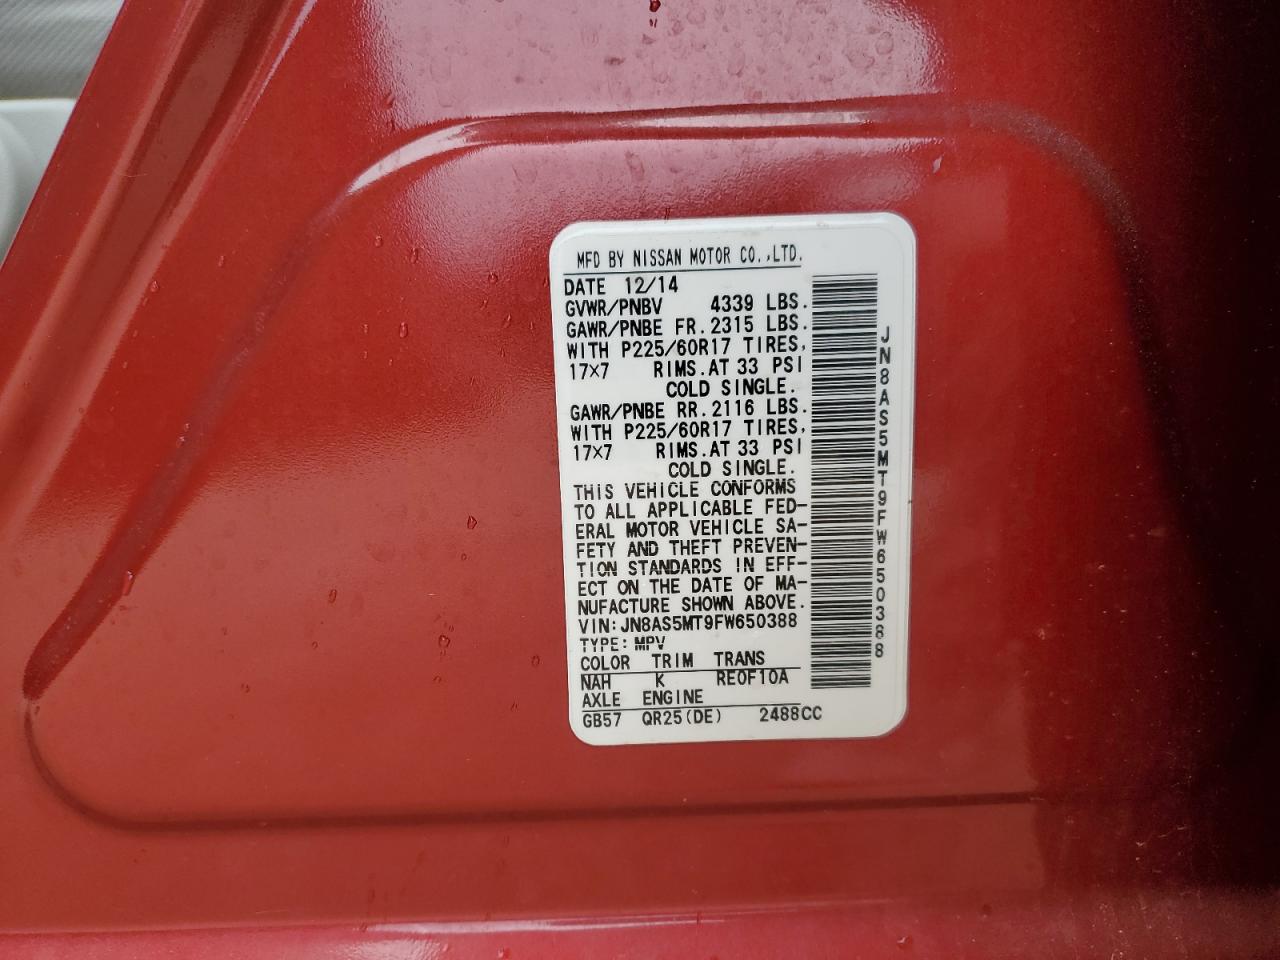 MFD BY NISSAN MOTOR CO.,LTD.
DATE 12/14
GVWR/PNBV 4339 LBS.
GAWR/PNBE FR. 2315 LBS.
WITH P225/60R17 TIRES,
17×7 RIMS.AT 33 PSI
COLD SINGLE.
GAWR/PNBE RR. 2116 LBS.
WITH P225/60R17 TIRES,
17×7 RIMS.AT 33 PSI
COLD SINGLE.
THIS VEHICLE CONFORMS
TO ALL APPLICABLE FED-
ERAL MOTOR VEHICLE SA-
FETY AND THEFT PREVEN-
TION STANDARDS IN EFF-
ECT ON THE DATE OF MA-
NUFACTURE SHOWN ABOVE.
VIN:JN8AS5MT9FW650388
TYPE:MPV
COLOR TRIM TRANS
NAH K RE0F10A
AXLE ENGINE
GB57 QR25(DE) 2488CC
JN8AS5MT9FW650388